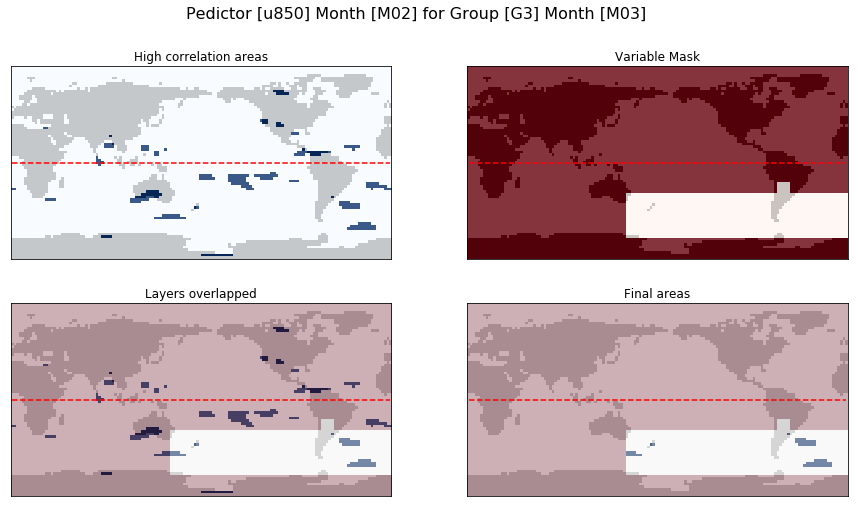 Pedictor [u850] Month [M02] for Group [G3] Month [M03]
High correlation areas
Variable Mask
Layers overlapped
Final areas